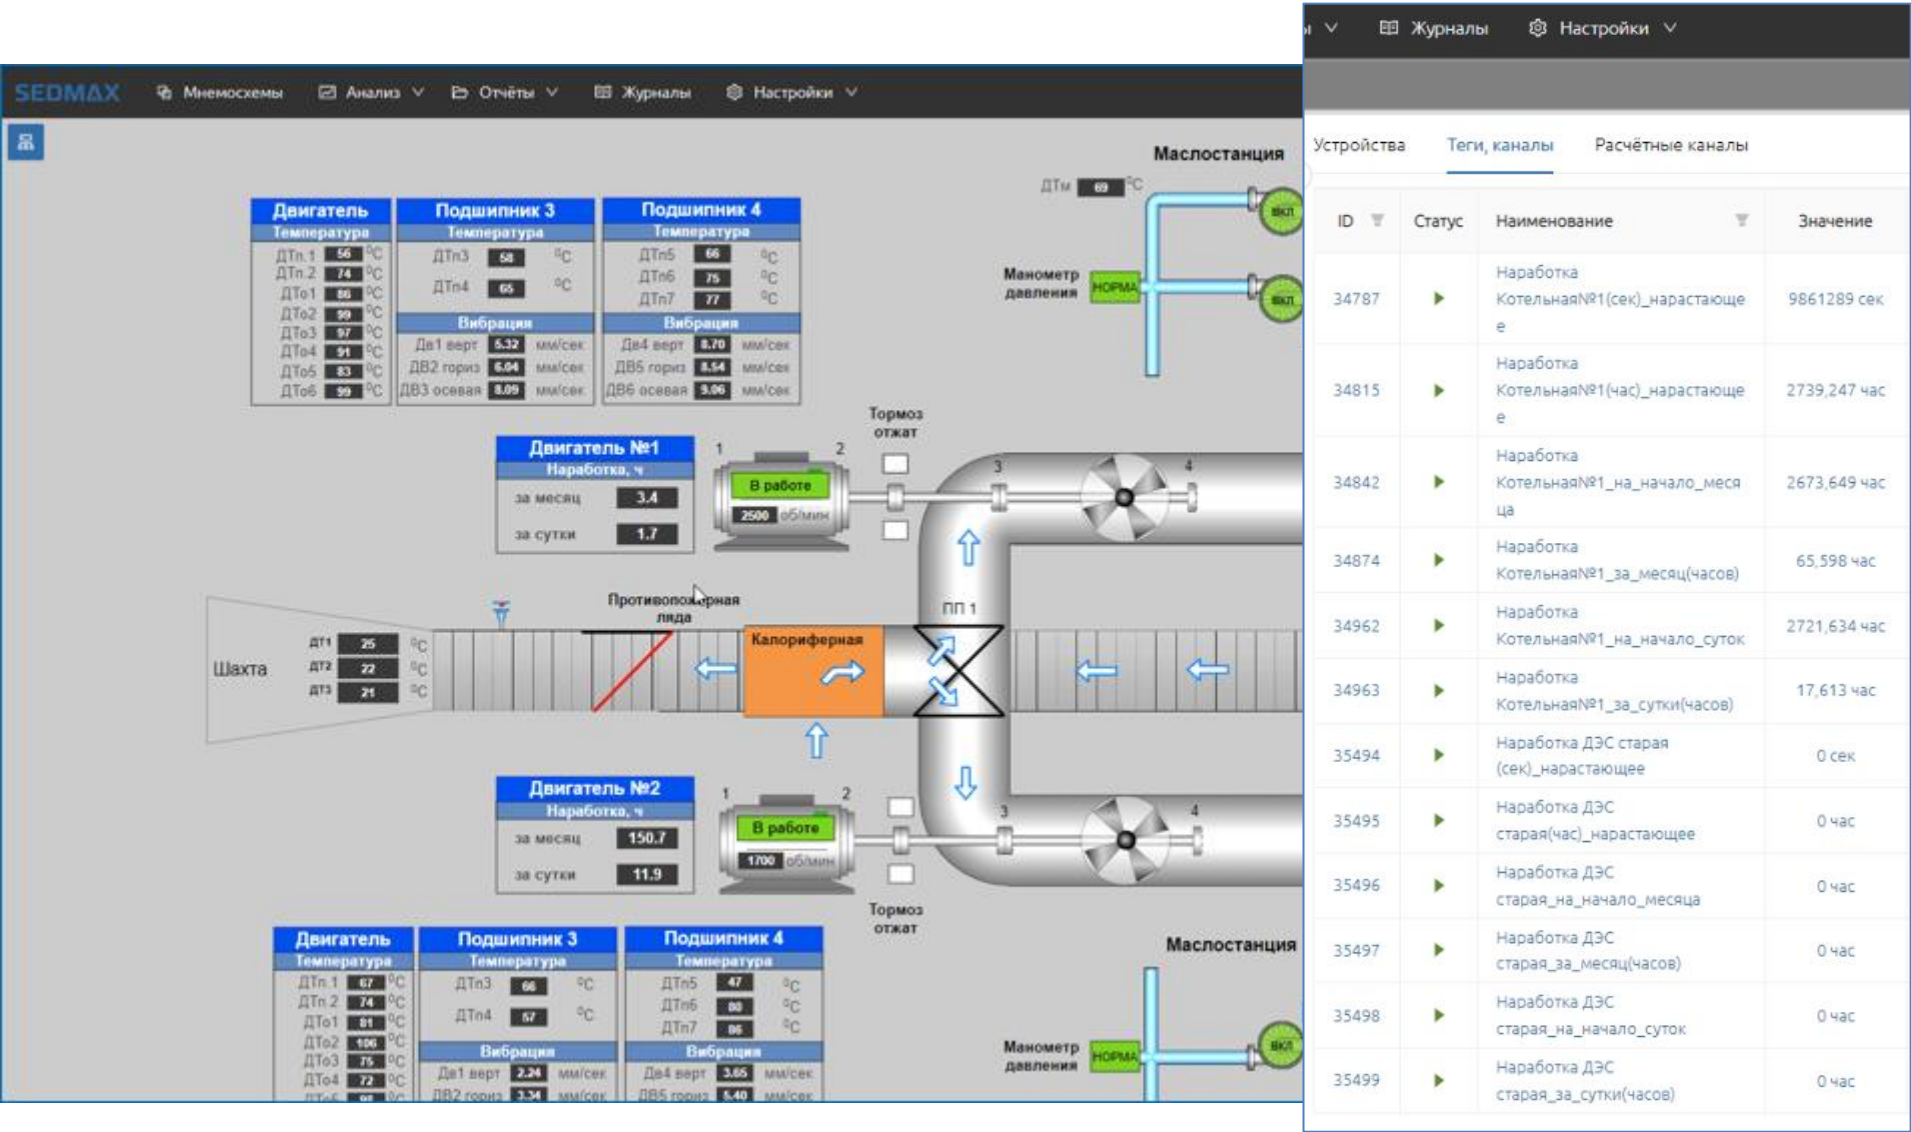 SEDMAX Мнемосхемы Анализ Отчёты Журналы Настройки
Маслостанция
ДТм 69 °C
вкл
Манометр
давления НОРМА
вкл
Двигатель
Температура
ДТп.1 56 °C
ДТп.2 74 °C
ДТо1 86 °C
ДТо2 99 °C
ДТо3 97 °C
ДТо4 91 °C
ДТо5 83 °C
ДТо6 99 °C
Подшипник 3
Температура
ДТп3 58 °C
ДТп4 65 °C
Вибрация
Дв1 верт 5.32 мм/сек
ДВ2 гориз 6.04 мм/сек
ДВ3 осевая 8.09 мм/сек
Подшипник 4
Температура
ДТп5 66 °C
ДТп6 75 °C
ДТп7 77 °C
Вибрация
Дв4 верт 8.70 мм/сек
ДВ5 гориз 8.54 мм/сек
ДВ6 осевая 9.06 мм/сек
Тормоз
отжат
Двигатель №1
Наработка, ч
за месяц 3.4
за сутки 1.7
1 2
В работе
2500 об/мин
3 4
Противопожарная
ляда
ПП 1
Калориферная
Шахта
ДТ1 25 °C
ДТ2 22 °C
ДТ3 21 °C
Двигатель №2
Наработка, ч
за месяц 150.7
за сутки 11.9
1 2
В работе
1700 об/мин
3 4
Тормоз
отжат
Двигатель
Температура
ДТп.1 67 °C
ДТп.2 74 °C
ДТо1 81 °C
ДТо2 106 °C
ДТо3 75 °C
ДТо4 72 °C
Подшипник 3
Температура
ДТп3 66 °C
ДТп4 57 °C
Вибрация
Дв1 верт 2.24 мм/сек
ДВ2 гориз 3.34 мм/сек
Подшипник 4
Температура
ДТп5 47 °C
ДТп6 80 °C
ДТп7 86 °C
Вибрация
Дв4 верт 3.65 мм/сек
ДВ5 гориз 5.40 мм/сек
Маслостанция
Манометр
давления НОРМА
вкл
Журналы Настройки
Устройства Теги, каналы Расчётные каналы
ID Статус Наименование Значение
Наработка
34787 Котельная№1(сек)_нарастающе 9861289 сек
е
Наработка
34815 Котельная№1(час)_нарастающе 2739,247 час
е
Наработка
34842 Котельная№1_на_начало_меся 2673,649 час
ца
34874 Наработка 65,598 час
Котельная№1_за_месяц(часов)
34962 Наработка 2721,634 час
Котельная№1_на_начало_суток
34963 Наработка 17,613 час
Котельная№1_за_сутки(часов)
35494 Наработка ДЭС старая 0 сек
(сек)_нарастающее
35495 Наработка ДЭС 0 час
старая(час)_нарастающее
35496 Наработка ДЭС 0 час
старая_на_начало_месяца
35497 Наработка ДЭС 0 час
старая_за_месяц(часов)
35498 Наработка ДЭС 0 час
старая_на_начало_суток
35499 Наработка ДЭС 0 час
старая_за_сутки(часов)